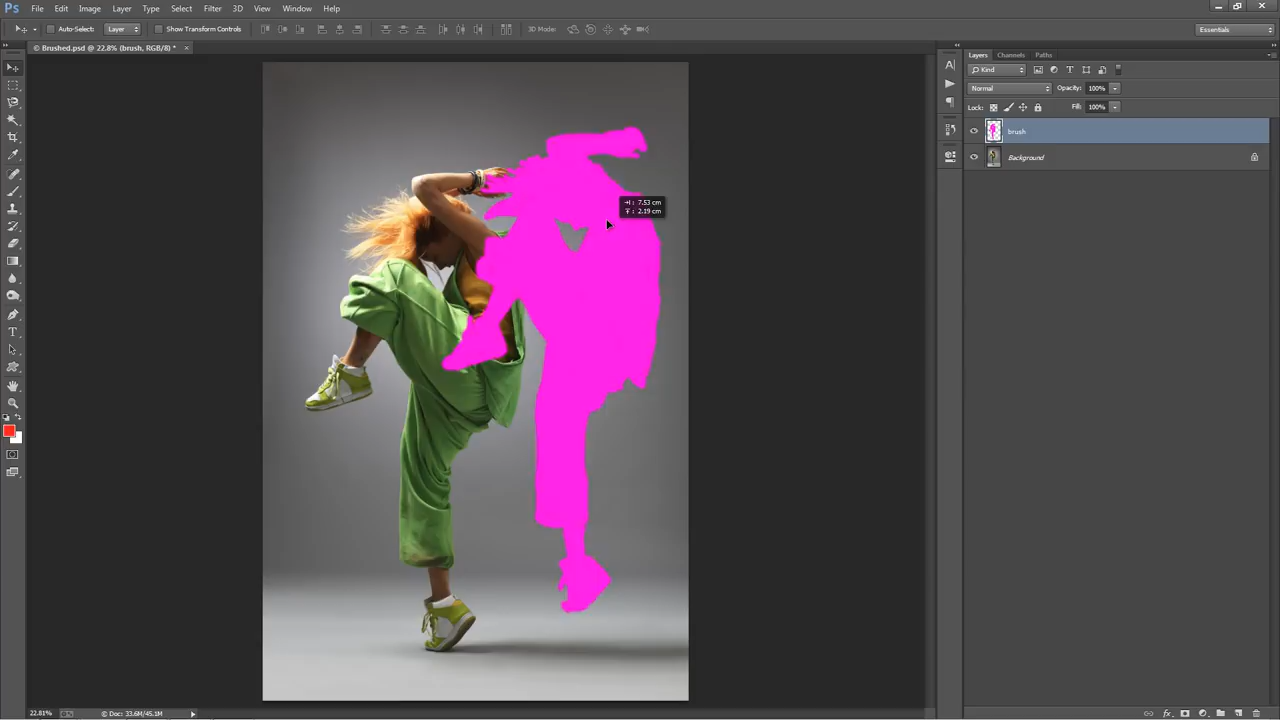 Ps File Edit Image Layer Type Select Filter 3D View Window Help
Auto-Select: Layer Show Transform Controls 3D Mode: Essentials
© Brushed.psd @ 22.8% (brush, RGB/8) * ×
Layers Channels Paths
Kind
Normal Opacity: 100%
Lock: Fill: 100%
brush
Background
: 7.53 cm
: 2.19 cm
22.81% © Doc: 33.6M/45.1M